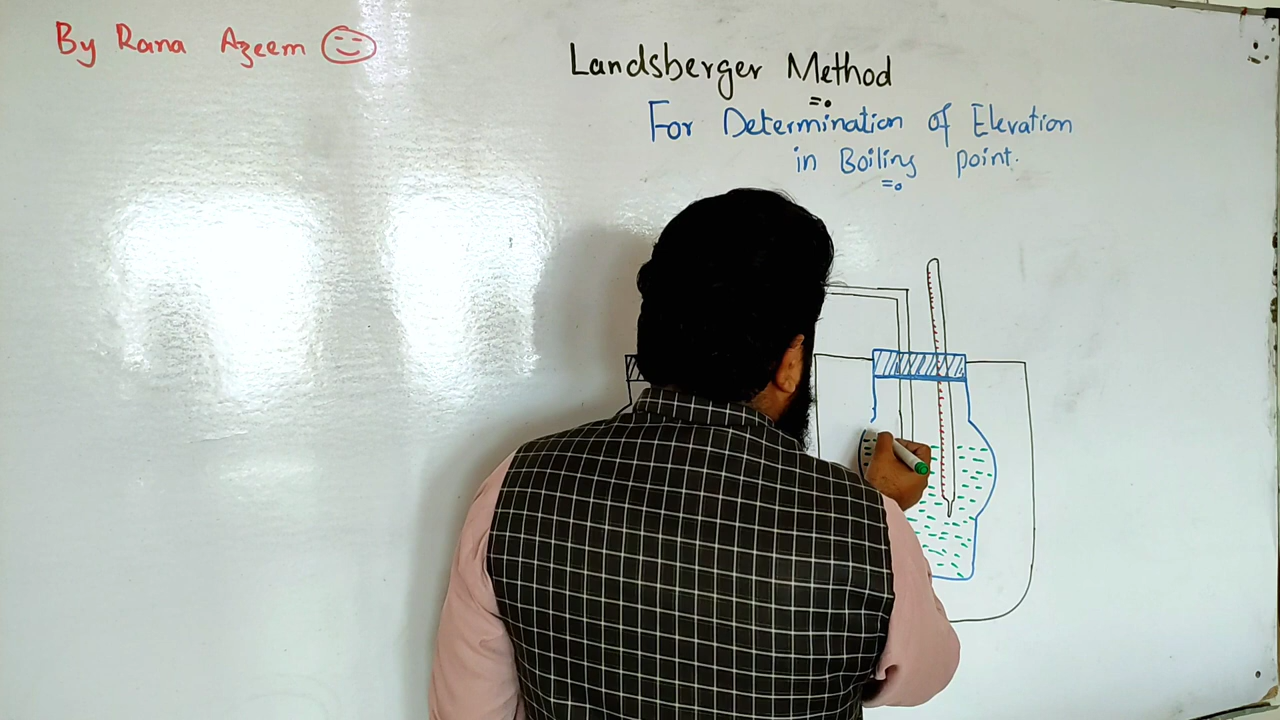 By Rana Azeem
Landsberger Method
For Determination of Elevation
in Boiling point.